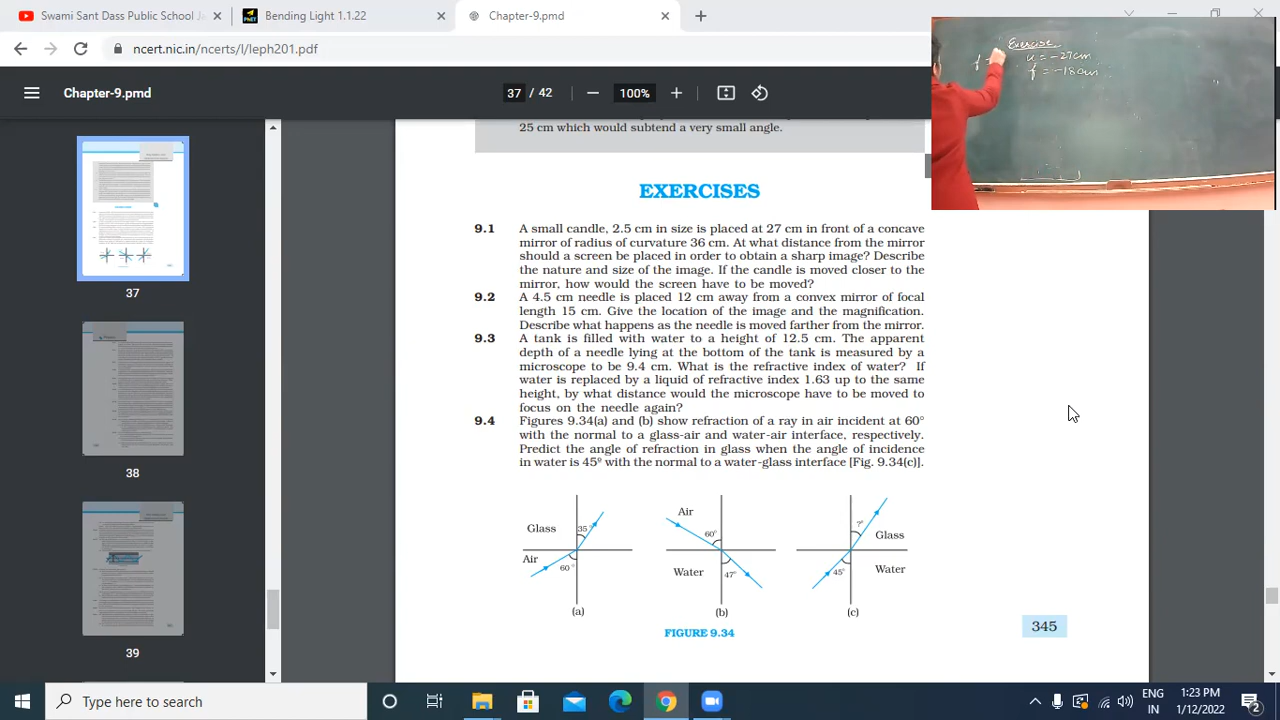 Swami Sant Dass Public School J
Bending Light 1.1.22
Chapter-9.pmd
ncert.nic.in/ncerts/l/leph201.pdf
Chapter-9.pmd
37 / 42
100%
Exercise
f =
u = -27cm
f = -18cm
37
38
39
25 cm which would subtend a very small angle.
EXERCISES
9.1 A small candle, 2.5 cm in size is placed at 27 cm in front of a concave
mirror of radius of curvature 36 cm. At what distance from the mirror
should a screen be placed in order to obtain a sharp image? Describe
the nature and size of the image. If the candle is moved closer to the
mirror, how would the screen have to be moved?
9.2 A 4.5 cm needle is placed 12 cm away from a convex mirror of focal
length 15 cm. Give the location of the image and the magnification.
Describe what happens as the needle is moved farther from the mirror.
9.3 A tank is filled with water to a height of 12.5 cm. The apparent
depth of a needle lying at the bottom of the tank is measured by a
microscope to be 9.4 cm. What is the refractive index of water? If
water is replaced by a liquid of refractive index 1.63 up to the same
height, by what distance would the microscope have to be moved to
focus on the needle again?
9.4 Figures 9.34(a) and (b) show refraction of a ray in air incident at 60°
with the normal to a glass-air and water-air interface, respectively.
Predict the angle of refraction in glass when the angle of incidence
in water is 45º with the normal to a water-glass interface [Fig. 9.34(c)].
Glass
35°
Air
60°
(a)
Air
60°
Water
47°
(b)
?°
Glass
45°
Water
(c)
FIGURE 9.34
345
Type here to search
ENG
IN
1:23 PM
1/12/2022
2